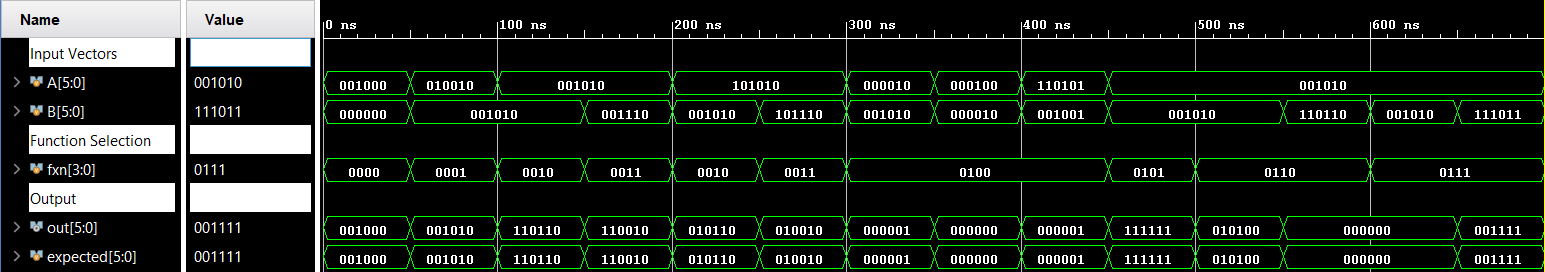 Name Value 0 ns 100 ns 200 ns 300 ns 400 ns 500 ns 600 ns
Input Vectors
A[5:0] 001010 001000 010010 001010 101010 000010 000100 110101 001010
B[5:0] 111011 000000 001010 001110 001010 101110 001010 000010 001001 001010 110110 001010 111011
Function Selection
fxn[3:0] 0111 0000 0001 0010 0011 0010 0011 0100 0101 0110 0111
Output
out[5:0] 001111 001000 001010 110110 110010 010110 010010 000001 000000 000001 111111 010100 000000 001111
expected[5:0] 001111 001000 001010 110110 110010 010110 010010 000001 000000 000001 111111 010100 000000 001111